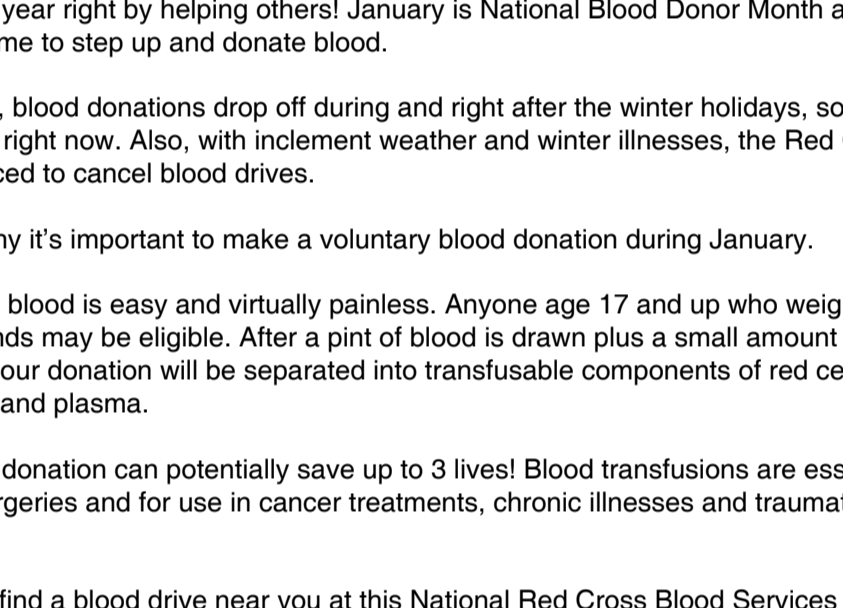 year right by helping others! January is National Blood Donor Month a
me to step up and donate blood.
, blood donations drop off during and right after the winter holidays, so
right now. Also, with inclement weather and winter illnesses, the Red
ced to cancel blood drives.
hy it's important to make a voluntary blood donation during January.
blood is easy and virtually painless. Anyone age 17 and up who weig
nds may be eligible. After a pint of blood is drawn plus a small amount
our donation will be separated into transfusable components of red ce
and plasma.
donation can potentially save up to 3 lives! Blood transfusions are ess
rgeries and for use in cancer treatments, chronic illnesses and traumat
find a blood drive near you at this National Red Cross Blood Services